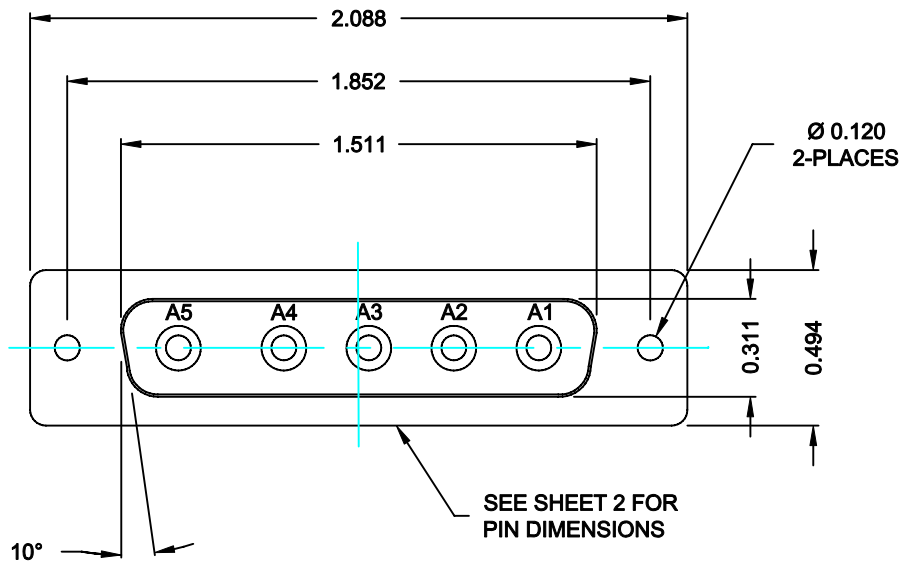 2.088
1.852
1.511
Ø 0.120
2-PLACES
A5 A4 A3 A2 A1
0.311
0.494
SEE SHEET 2 FOR
PIN DIMENSIONS
10°